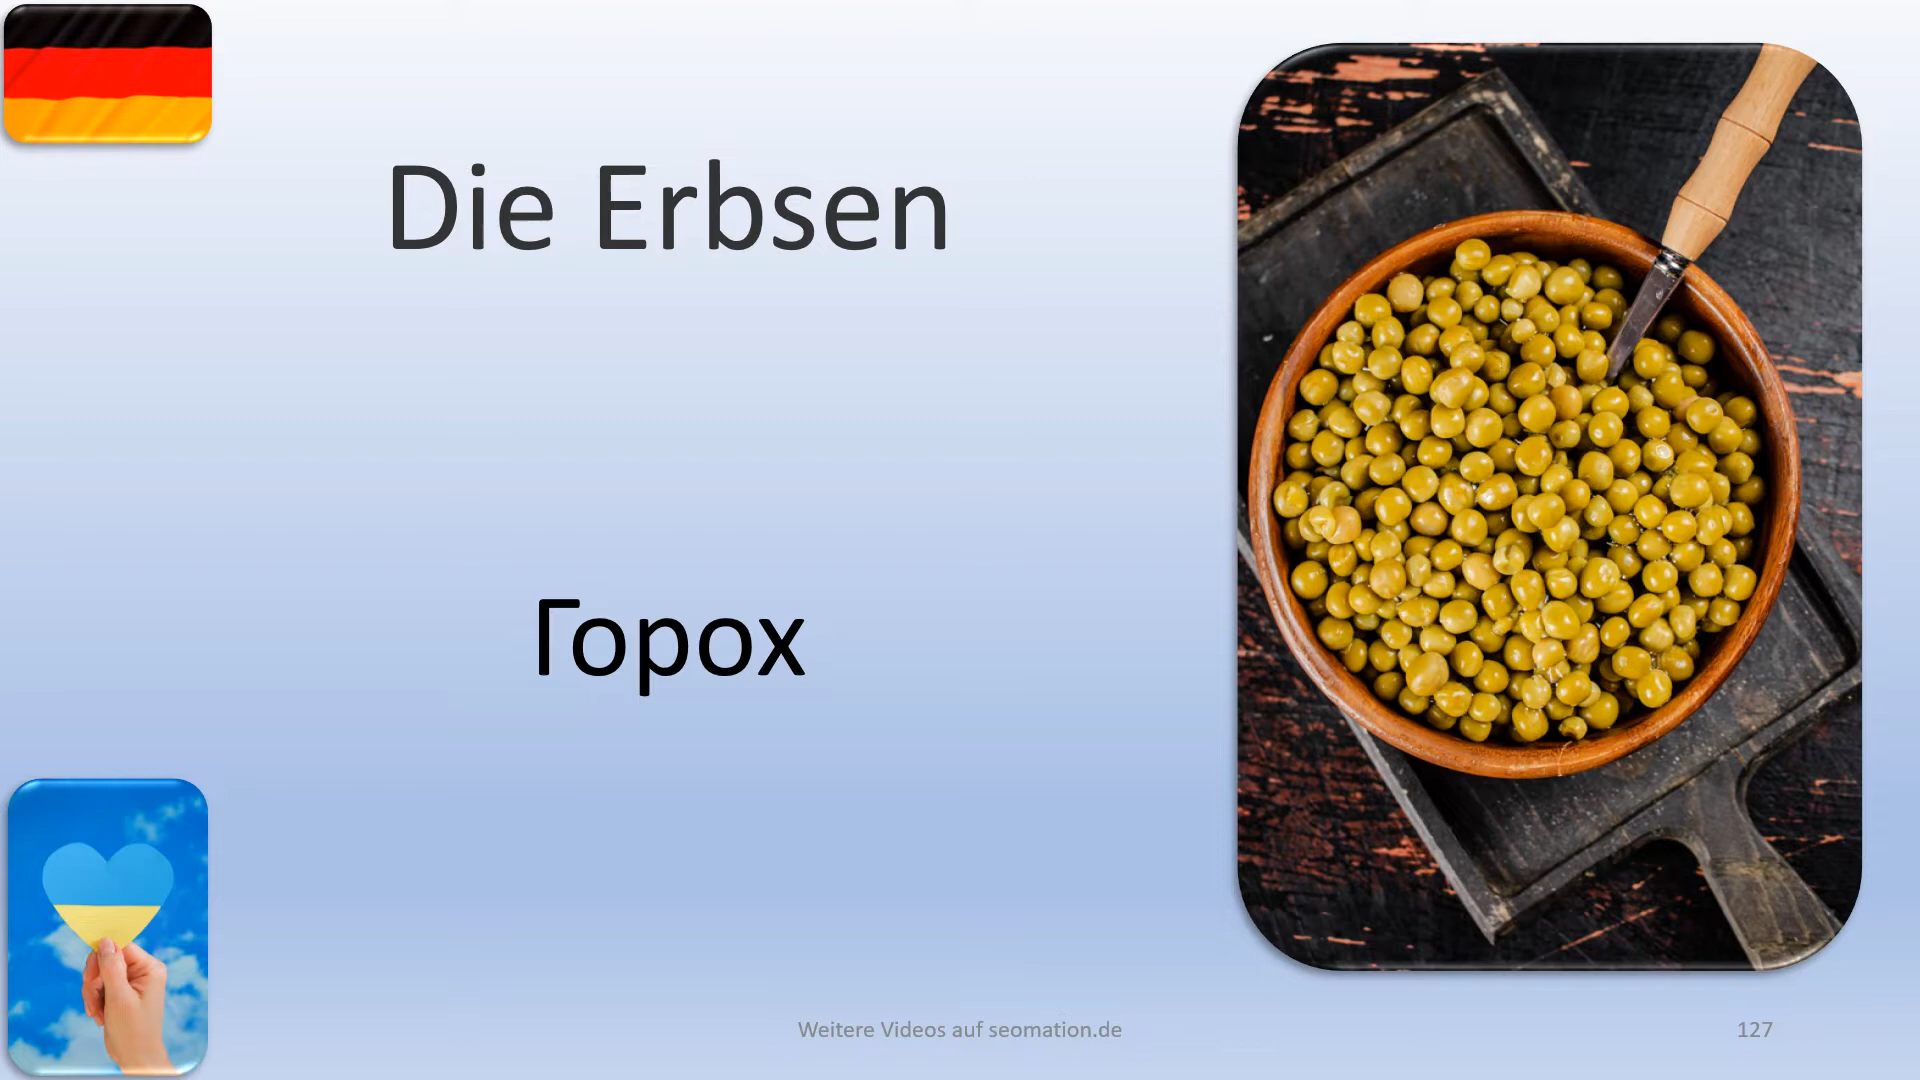 Die Erbsen
Горох
Weitere Videos auf seomation.de
127